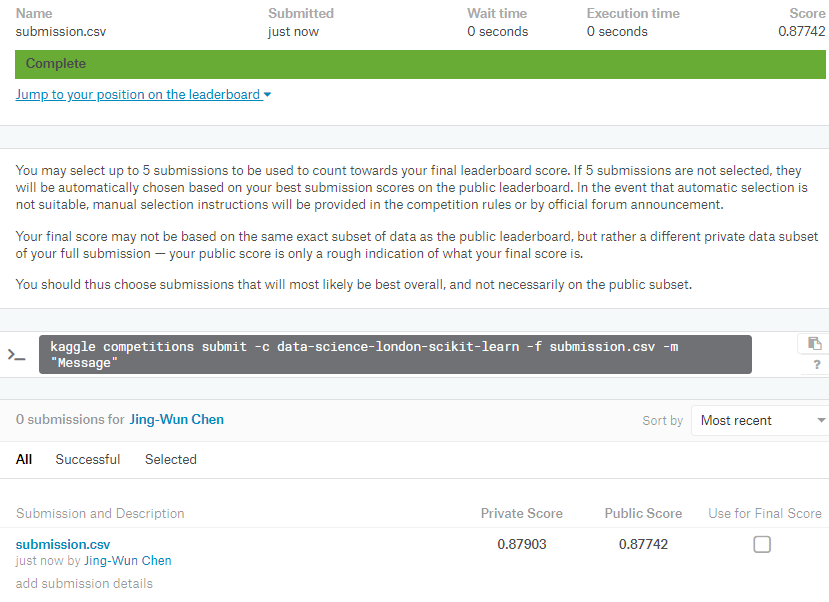 Name Submitted Wait time Execution time Score
submission.csv just now 0 seconds 0 seconds 0.87742
Complete
Jump to your position on the leaderboard
You may select up to 5 submissions to be used to count towards your final leaderboard score. If 5 submissions are not selected, they
will be automatically chosen based on your best submission scores on the public leaderboard. In the event that automatic selection is
not suitable, manual selection instructions will be provided in the competition rules or by official forum announcement.
Your final score may not be based on the same exact subset of data as the public leaderboard, but rather a different private data subset
of your full submission — your public score is only a rough indication of what your final score is.
You should thus choose submissions that will most likely be best overall, and not necessarily on the public subset.
>_ kaggle competitions submit -c data-science-london-scikit-learn -f submission.csv -m
"Message"
?
0 submissions for Jing-Wun Chen Sort by Most recent
All Successful Selected
Submission and Description Private Score Public Score Use for Final Score
submission.csv 0.87903 0.87742
just now by Jing-Wun Chen
add submission details